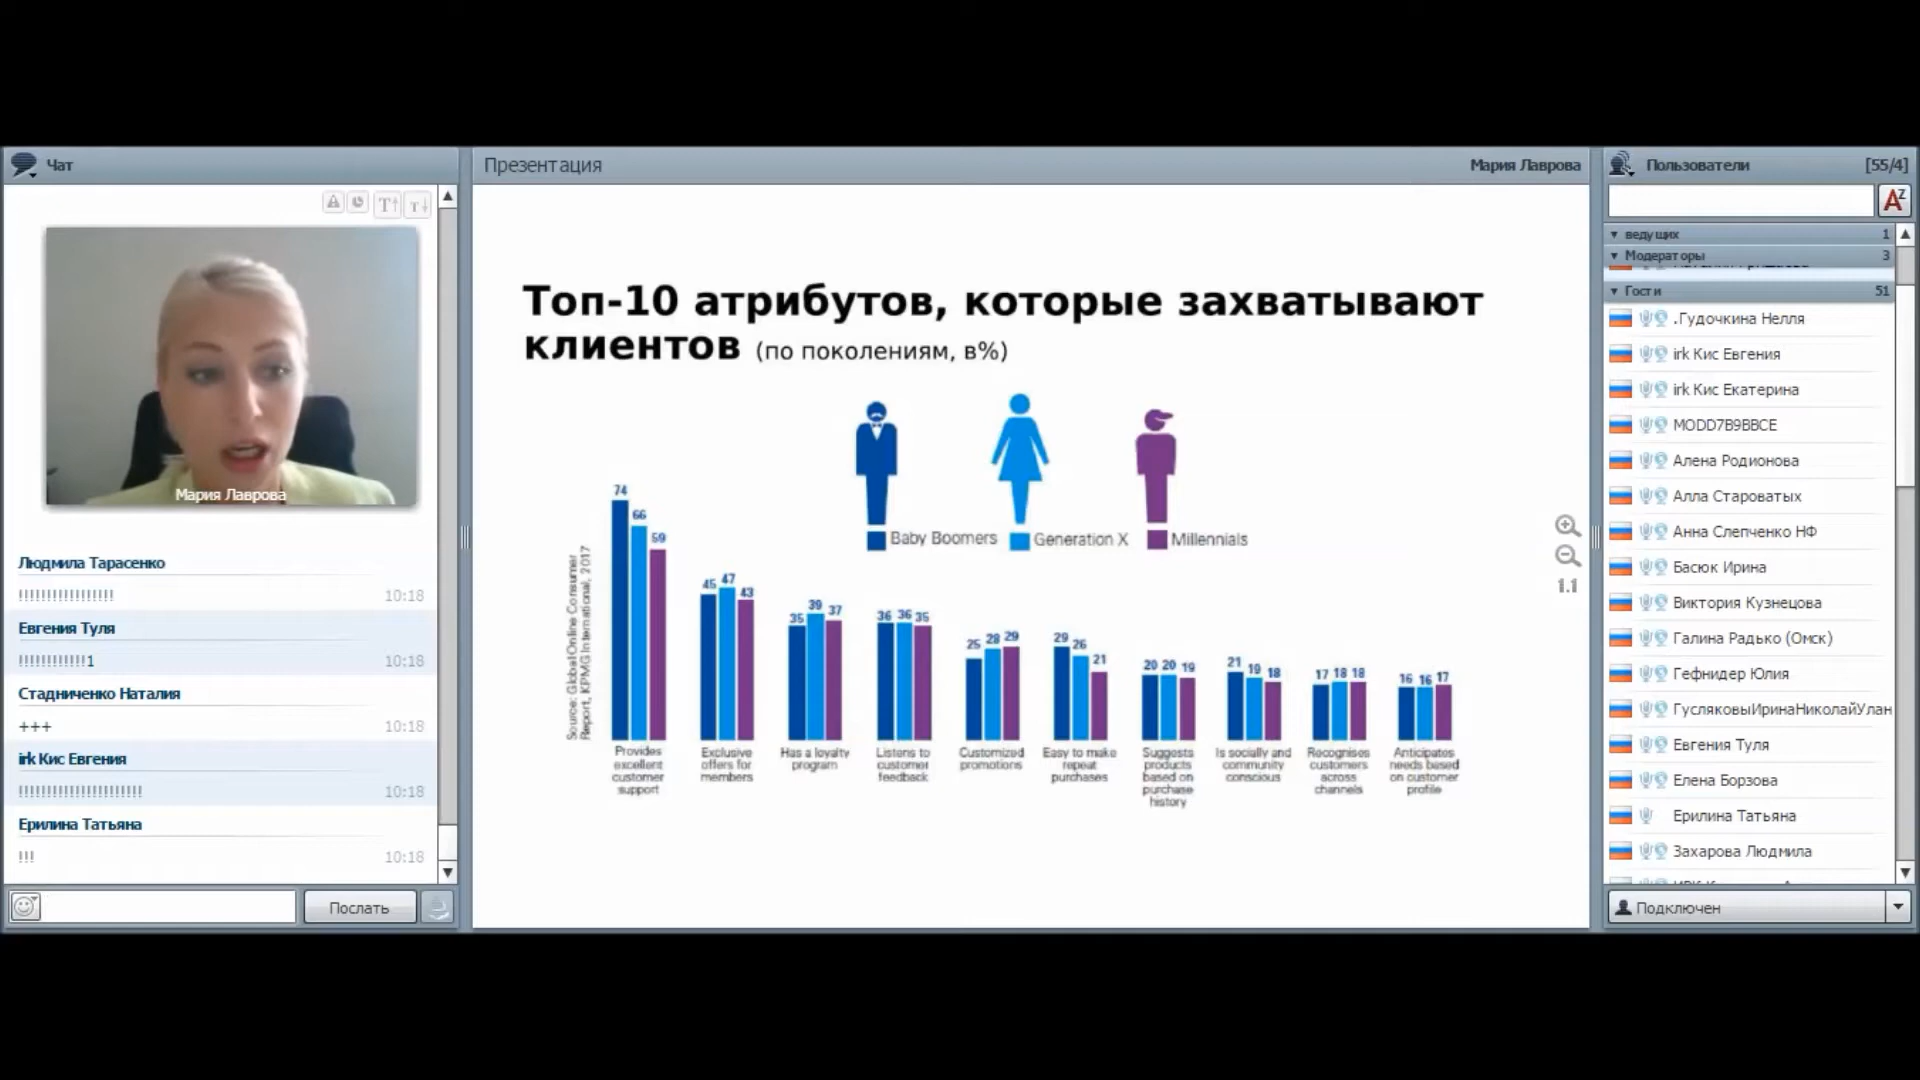 Чат
Мария Лаврова
Людмила Тарасенко
!!!!!!!!!!!!!!!!! 10:18
Евгения Туля
!!!!!!!!!!!!1 10:18
Стадниченко Наталия
+++ 10:18
irk Кис Евгения
!!!!!!!!!!!!!!!!!!!!!! 10:18
Ерилина Татьяна
!!! 10:18
Послать
Презентация Мария Лаврова
Топ-10 атрибутов, которые захватывают
клиентов (по поколениям, в%)
Baby Boomers Generation X Millennials
Source: Global Online Consumer
Report, KPMG International, 2017
74 66 59
45 47 43
35 39 37
36 36 35
25 28 29
29 26 21
20 20 19
21 19 18
17 18 18
16 16 17
Provides
excellent
customer
support
Exclusive
offers for
members
Has a loyalty
program
Listens to
customer
feedback
Customized
promotions
Easy to make
repeat
purchases
Suggests
products
based on
purchase
history
Is socially and
community
conscious
Recognises
customers
across
channels
Anticipates
needs based
on customer
profile
1.1
Пользователи [55/4]
ведущих 1
Модераторы 3
Гости 51
.Гудочкина Нелля
irk Кис Евгения
irk Кис Екатерина
MODD7B9BBCE
Алена Родионова
Алла Староватых
Анна Слепченко НФ
Басюк Ирина
Виктория Кузнецова
Галина Радько (Омск)
Гефнидер Юлия
ГусляковыИринаНиколайУлан
Евгения Туля
Елена Борзова
Ерилина Татьяна
Захарова Людмила
Подключен